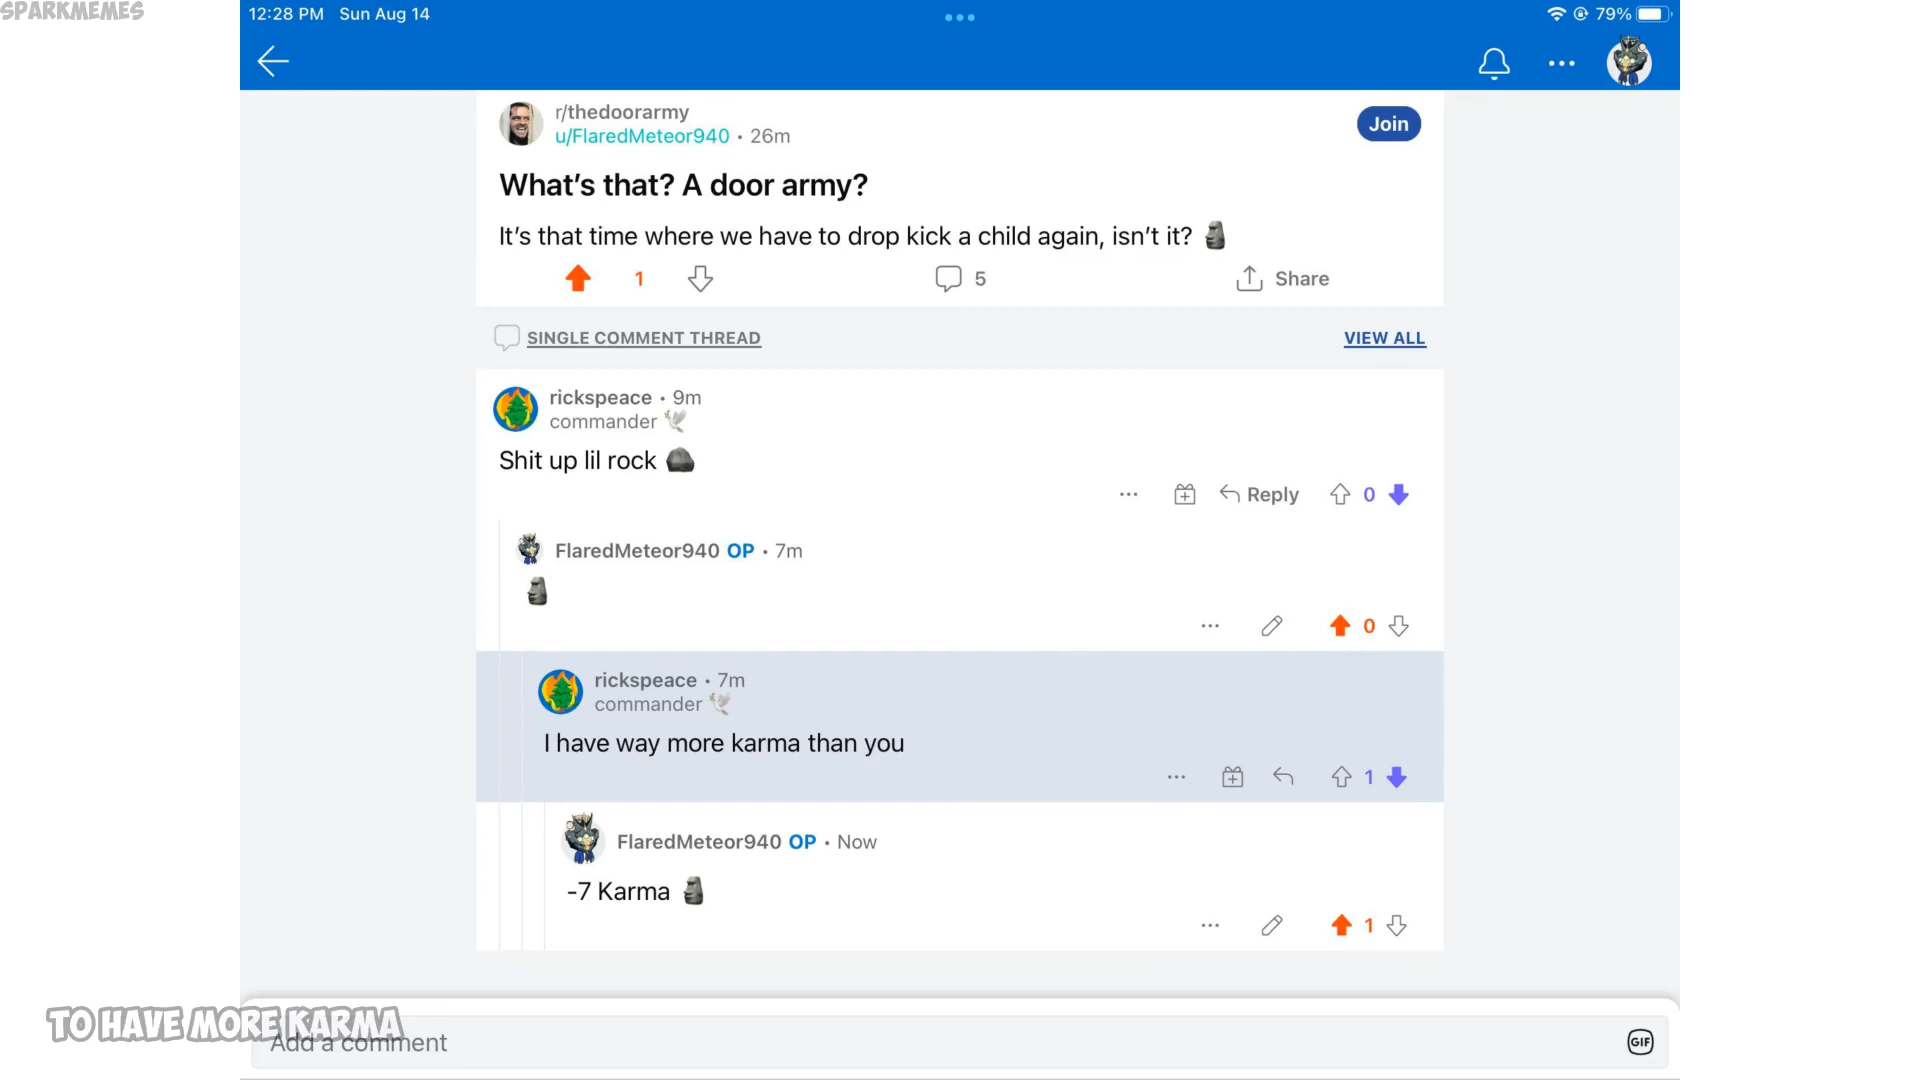 SPARKMEMES
12:28 PM Sun Aug 14
79%
r/thedoorarmy
u/FlaredMeteor940 • 26m
Join
What's that? A door army?
It's that time where we have to drop kick a child again, isn't it? 🗿
1
5
Share
SINGLE COMMENT THREAD
VIEW ALL
rickspeace • 9m
commander 🕊
Shit up lil rock 🪨
Reply
0
FlaredMeteor940 OP • 7m
🗿
0
rickspeace • 7m
commander 🕊
I have way more karma than you
1
FlaredMeteor940 OP • Now
-7 Karma 🗿
1
TO HAVE MORE KARMA
Add a comment
GIF